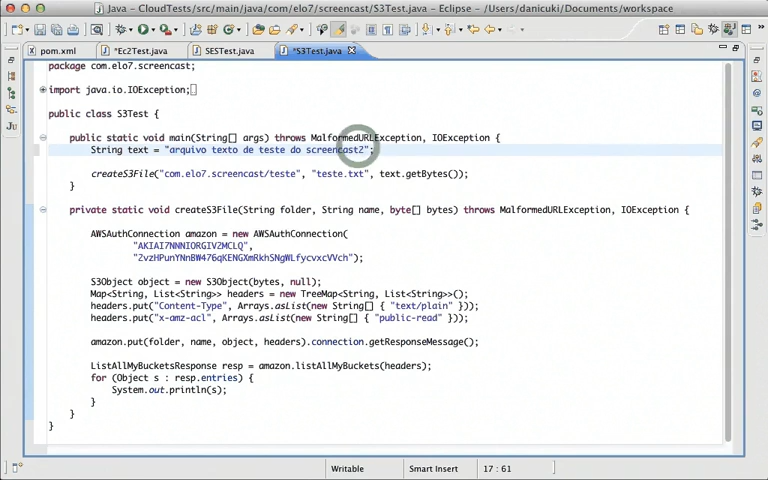 Java - CloudTests/src/main/java/com/elo7/screencast/S3Test.java - Eclipse - /Users/danicuki/Documents/workspace
pom.xml *Ec2Test.java SESTest.java *S3Test.java
package com.elo7.screencast;
import java.io.IOException;
public class S3Test {
public static void main(String[] args) throws MalformedURLException, IOException {
String text = "arquivo texto de teste do screencast2";
createS3File("com.elo7.screencast/teste", "teste.txt", text.getBytes());
}
private static void createS3File(String folder, String name, byte[] bytes) throws MalformedURLException, IOException {
AWSAuthConnection amazon = new AWSAuthConnection(
"AKIAI7NNNIORGIV2MCLQ",
"2vzHPunYNnBW476qKENGXmRkhSNgWLfycvxcVVch");
S3Object object = new S3Object(bytes, null);
Map<String, List<String>> headers = new TreeMap<String, List<String>>();
headers.put("Content-Type", Arrays.asList(new String[] { "text/plain" }));
headers.put("x-amz-acl", Arrays.asList(new String[] { "public-read" }));
amazon.put(folder, name, object, headers).connection.getResponseMessage();
ListAllMyBucketsResponse resp = amazon.listAllMyBuckets(headers);
for (Object s : resp.entries) {
System.out.println(s);
}
}
}
Writable Smart Insert 17 : 61